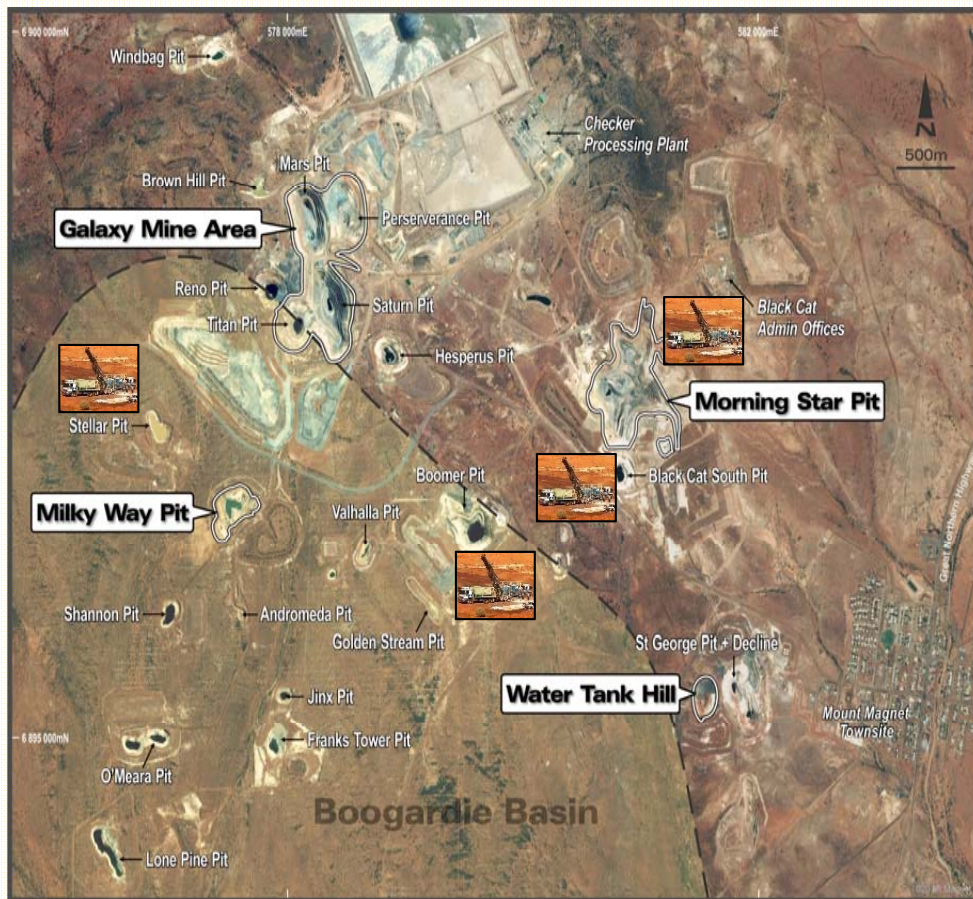 6 900 000mN
578 000mE
582 000mE
Windbag Pit
N
500m
Checker
Processing Plant
Mars Pit
Brown Hill Pit
Perserverance Pit
Galaxy Mine Area
Reno Pit
Saturn Pit
Titan Pit
Black Cat
Admin Offices
Hesperus Pit
Morning Star Pit
Stellar Pit
Boomer Pit
Black Cat South Pit
Milky Way Pit
Valhalla Pit
Great Northern High
Shannon Pit
Andromeda Pit
Golden Stream Pit
St George Pit + Decline
Water Tank Hill
Jinx Pit
Mount Magnet
Townsite
6 895 000mN
Franks Tower Pit
O'Meara Pit
Boogardie Basin
Lone Pine Pit